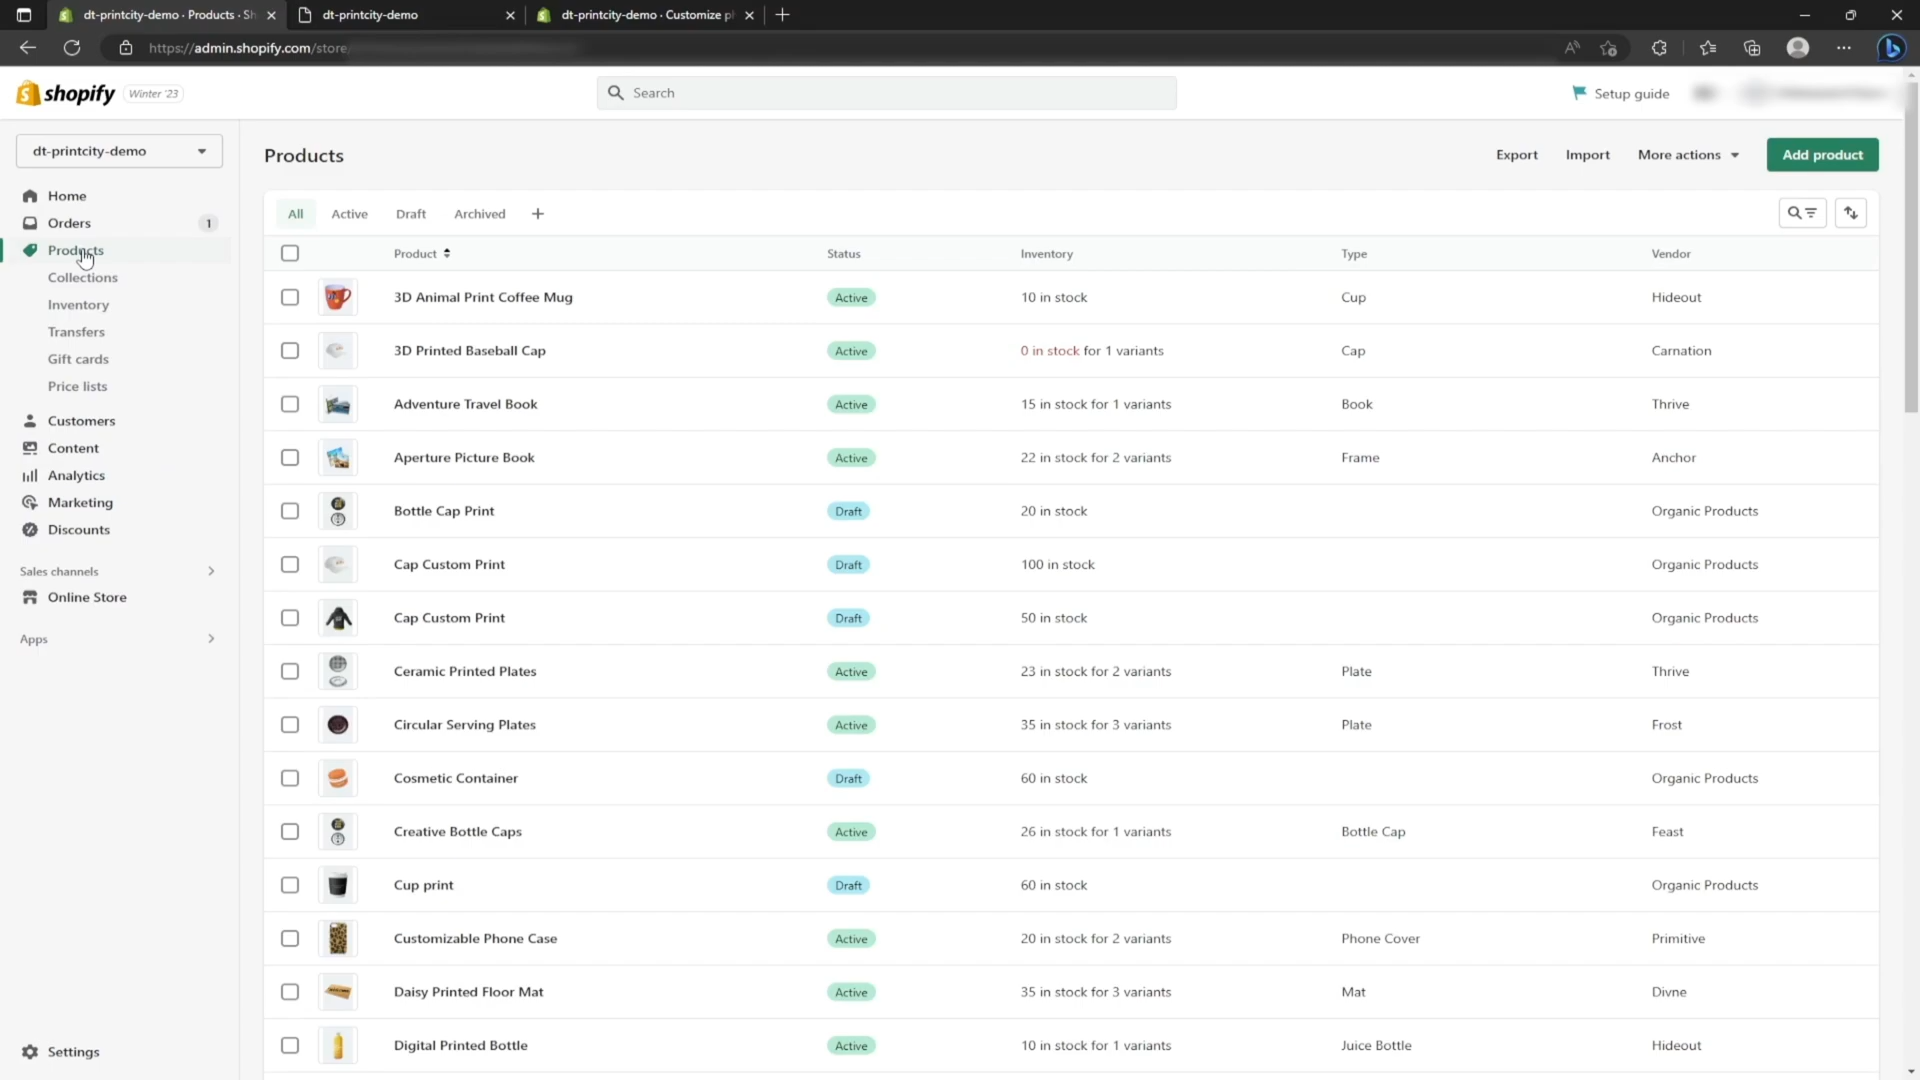 dt-printcity-demo · Products · Sh
dt-printcity-demo
dt-printcity-demo · Customize p
https://admin.shopify.com/store
shopify Winter '23
Search
Setup guide
dt-printcity-demo
Home
Orders 1
Products
Collections
Inventory
Transfers
Gift cards
Price lists
Customers
Content
Analytics
Marketing
Discounts
Sales channels
Online Store
Apps
Settings
Products
Export Import More actions Add product
All Active Draft Archived
Product Status Inventory Type Vendor
3D Animal Print Coffee Mug Active 10 in stock Cup Hideout
3D Printed Baseball Cap Active 0 in stock for 1 variants Cap Carnation
Adventure Travel Book Active 15 in stock for 1 variants Book Thrive
Aperture Picture Book Active 22 in stock for 2 variants Frame Anchor
Bottle Cap Print Draft 20 in stock Organic Products
Cap Custom Print Draft 100 in stock Organic Products
Cap Custom Print Draft 50 in stock Organic Products
Ceramic Printed Plates Active 23 in stock for 2 variants Plate Thrive
Circular Serving Plates Active 35 in stock for 3 variants Plate Frost
Cosmetic Container Draft 60 in stock Organic Products
Creative Bottle Caps Active 26 in stock for 1 variants Bottle Cap Feast
Cup print Draft 60 in stock Organic Products
Customizable Phone Case Active 20 in stock for 2 variants Phone Cover Primitive
Daisy Printed Floor Mat Active 35 in stock for 3 variants Mat Divne
Digital Printed Bottle Active 10 in stock for 1 variants Juice Bottle Hideout